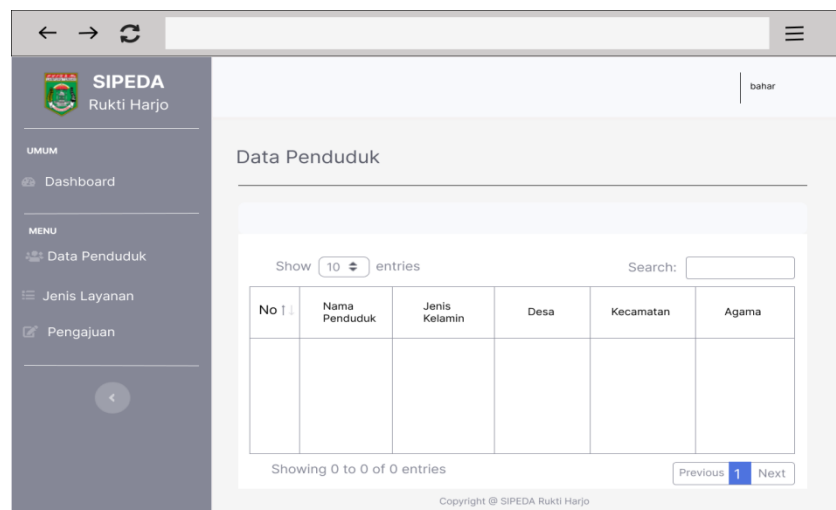 SIPEDA
Rukti Harjo
bahar
UMUM
Dashboard
MENU
Data Penduduk
Jenis Layanan
Pengajuan
Data Penduduk
Show 10 entries
Search:
No
Nama
Penduduk
Jenis
Kelamin
Desa
Kecamatan
Agama
Showing 0 to 0 of 0 entries
Previous 1 Next
Copyright @ SIPEDA Rukti Harjo